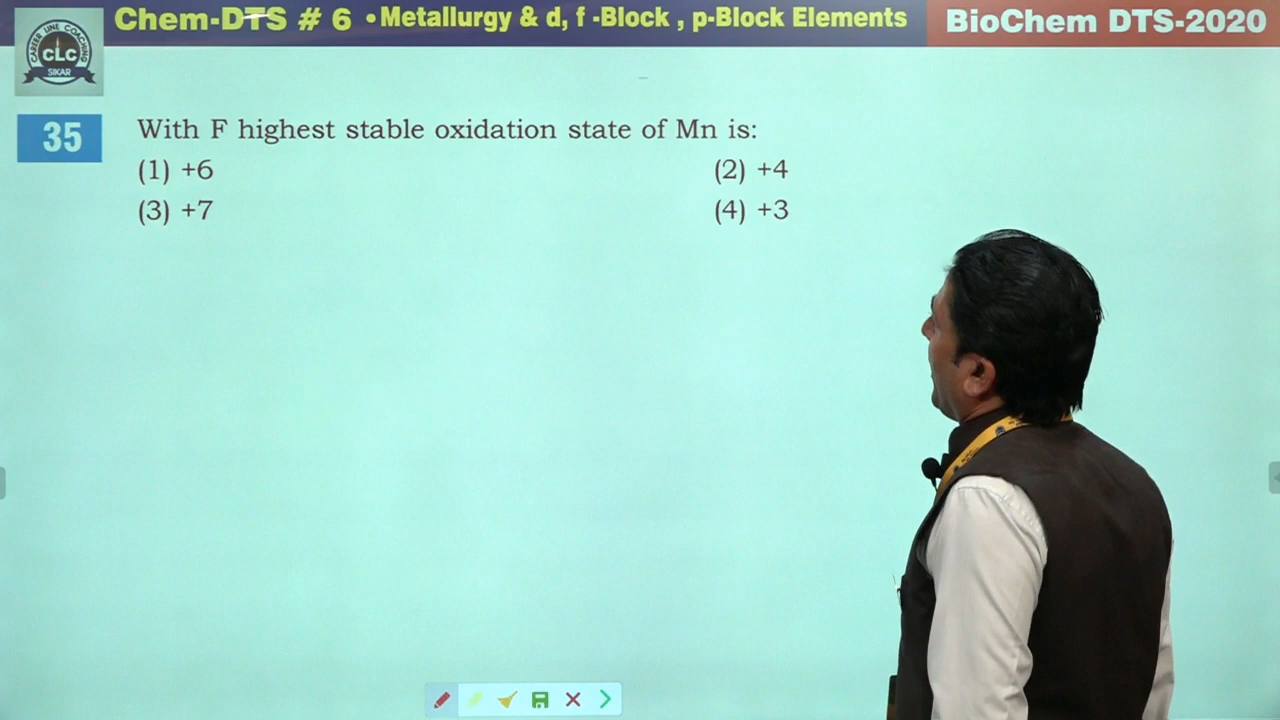 Chem-DTS # 6 • Metallurgy & d, f -Block , p-Block Elements
BioChem DTS-2020
CAREER LINE COACHING
CLC
SIKAR
35
With F highest stable oxidation state of Mn is:
(1) +6
(2) +4
(3) +7
(4) +3